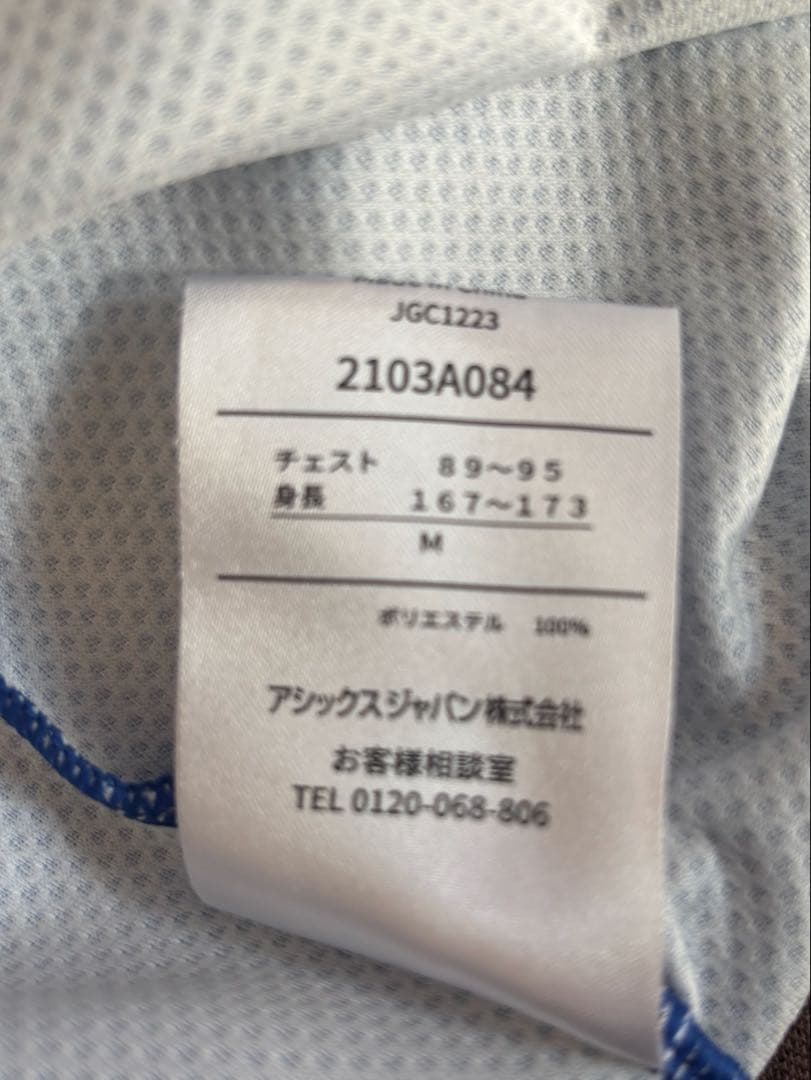 JGC1223
2103A084
チェスト 89～95
身長 167～173
M
ポリエステル 100%
アシックスジャパン株式会社
お客様相談室
TEL 0120-068-806